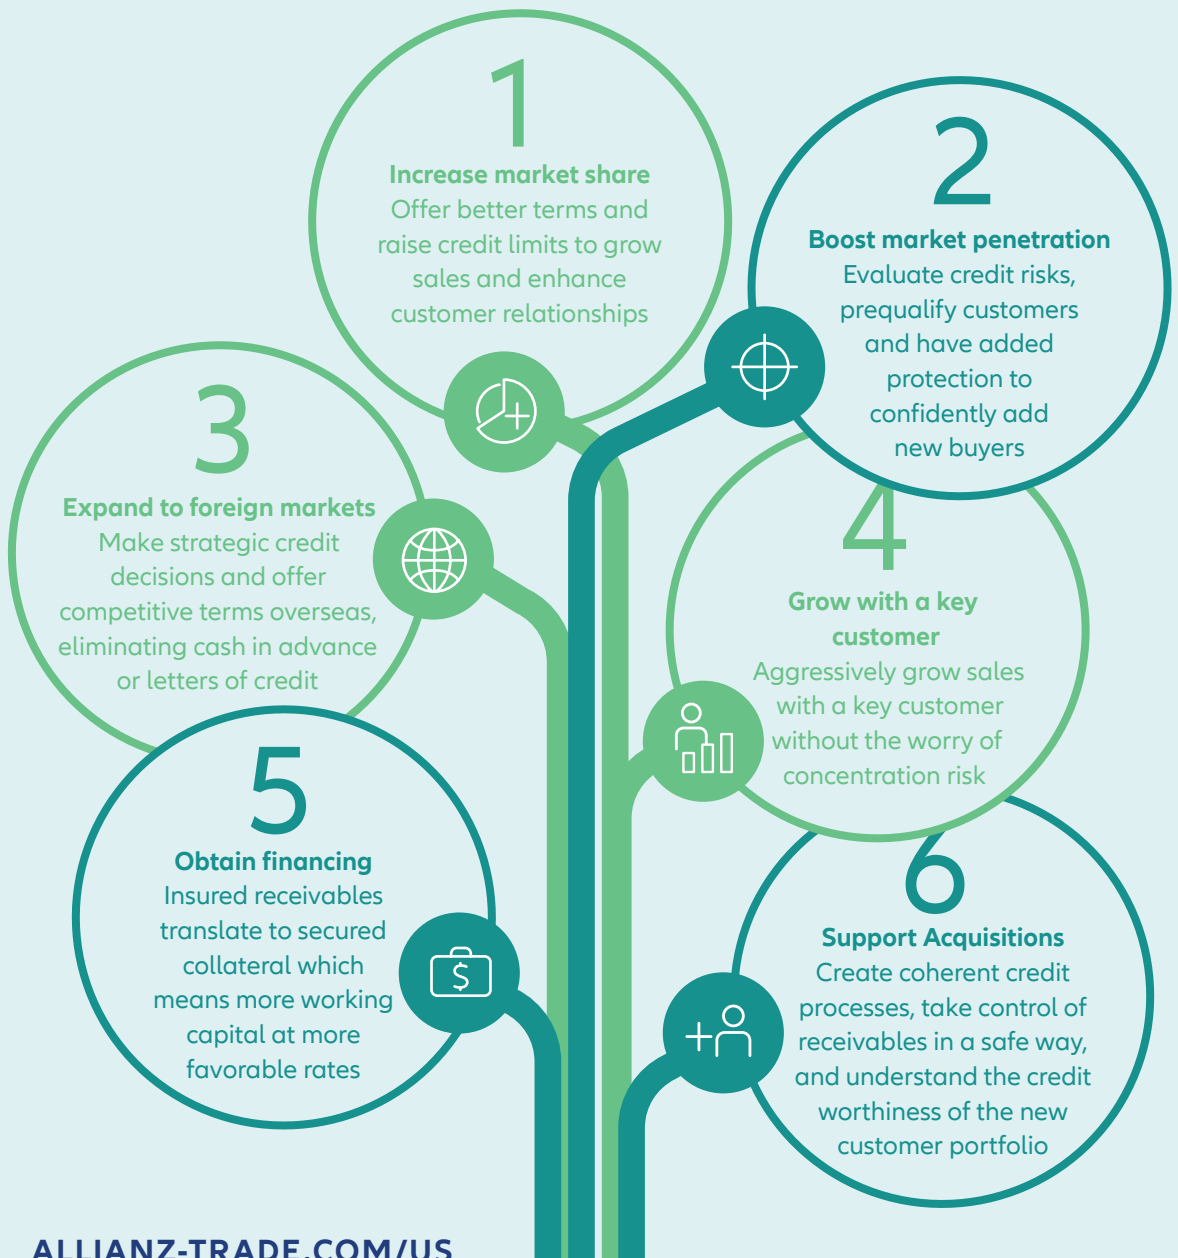 1
Increase market share
Offer better terms and
raise credit limits to grow
sales and enhance
customer relationships
2
Boost market penetration
Evaluate credit risks,
prequalify customers
and have added
protection to
confidently add
new buyers
3
Expand to foreign markets
Make strategic credit
decisions and offer
competitive terms overseas,
eliminating cash in advance
or letters of credit
4
Grow with a key
customer
Aggressively grow sales
with a key customer
without the worry of
concentration risk
5
Obtain financing
Insured receivables
translate to secured
collateral which
means more working
capital at more
favorable rates
$
6
Support Acquisitions
Create coherent credit
processes, take control of
receivables in a safe way,
and understand the credit
worthiness of the new
customer portfolio
ALLIANZ-TRADE.COM/US